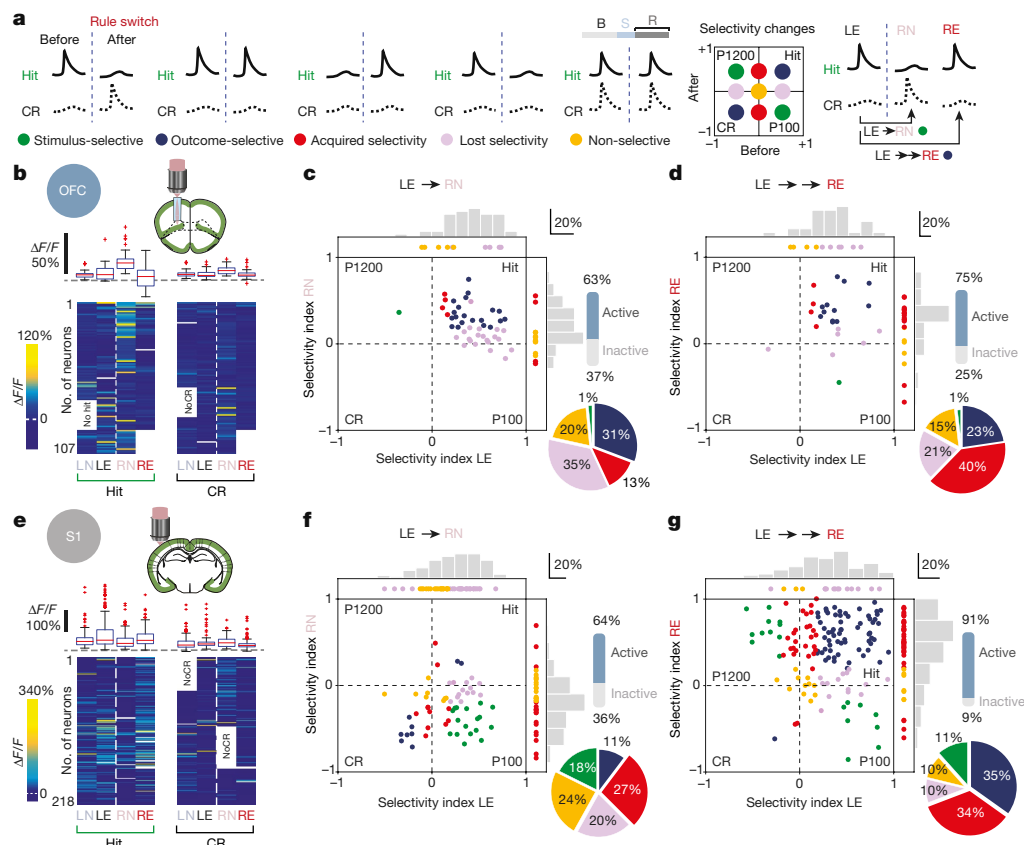 a
Rule switch
Before After
Hit
CR
Hit
CR
Hit
CR
Hit
CR
B S R
Hit
CR
Selectivity changes
+1
P1200 Hit
After
CR P100
−1
−1 Before +1
LE RN RE
Hit
CR
LE RN
LE RE
Stimulus-selective Outcome-selective Acquired selectivity Lost selectivity Non-selective
b
OFC
ΔF/F
50%
120%
ΔF/F
0
No. of neurons
1
107
No hit
NoCR
LN LE RN RE
Hit
LN LE RN RE
CR
c
LE RN
20%
P1200 Hit
CR P100
1
0
−1
0 1
Selectivity index RN
Selectivity index LE
63%
Active
Inactive
37%
1%
31%
13%
35%
20%
d
LE RE
20%
P1200 Hit
CR P100
1
0
−1
−1 0 1
Selectivity index RE
Selectivity index LE
75%
Active
Inactive
25%
1%
23%
40%
21%
15%
e
S1
ΔF/F
100%
340%
ΔF/F
0
No. of neurons
1
218
NoCR
NoCR
LN LE RN RE
Hit
LN LE RN RE
CR
f
LE RN
20%
P1200 Hit
CR P100
1
0
−1 0 1
Selectivity index RN
Selectivity index LE
64%
Active
Inactive
36%
11%
27%
20%
24%
18%
g
LE RE
20%
P1200 Hit
CR P100
1
0
−1 0 1
Selectivity index RE
Selectivity index LE
91%
Active
Inactive
9%
11%
35%
34%
10%
10%